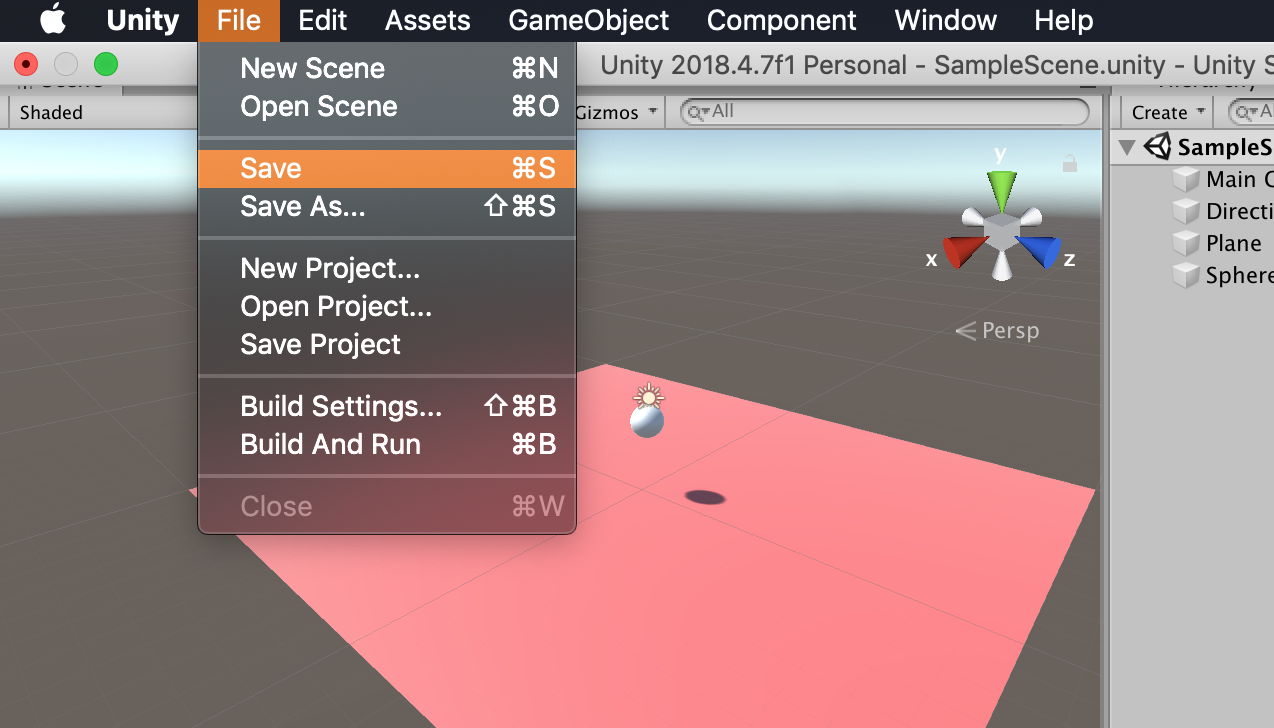 Unity File Edit Assets GameObject Component Window Help
Unity 2018.4.7f1 Personal - SampleScene.unity - Unity S
New Scene ⌘N
Open Scene ⌘O
Save ⌘S
Save As... ⇧⌘S
New Project...
Open Project...
Save Project
Build Settings... ⇧⌘B
Build And Run ⌘B
Close ⌘W
Shaded
Gizmos
All
y
x
z
Persp
Create
SampleS
Main C
Directi
Plane
Sphere